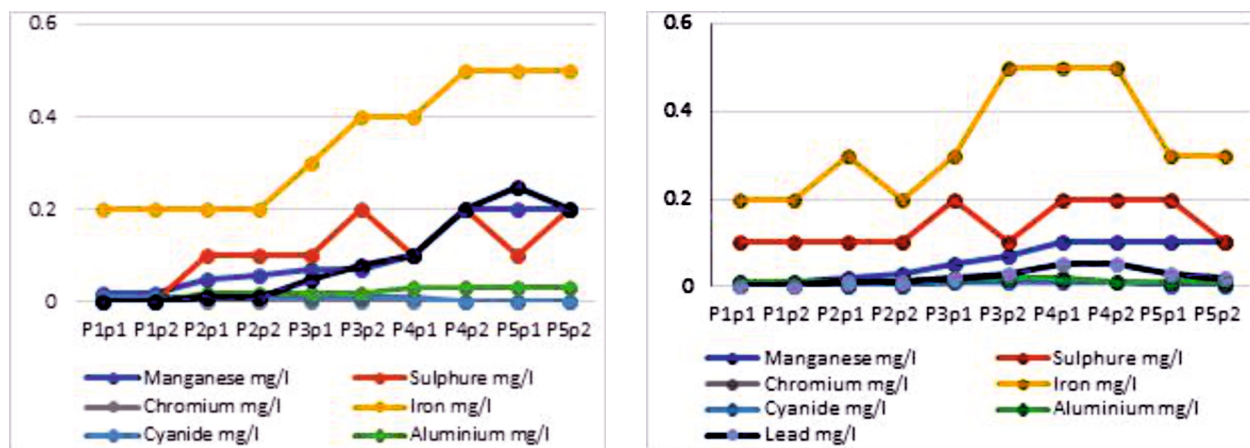 0.6
0.4
0.2
0
P1p1 P1p2 P2p1 P2p2 P3p1 P3p2 P4p1 P4p2 P5p1 P5p2
Manganese mg/l Sulphure mg/l
Chromium mg/l Iron mg/l
Cyanide mg/l Aluminium mg/l
0.6
0.4
0.2
0
P1p1 P1p2 P2p1 P2p2 P3p1 P3p2 P4p1 P4p2 P5p1 P5p2
Manganese mg/l Sulphure mg/l
Chromium mg/l Iron mg/l
Cyanide mg/l Aluminium mg/l
Lead mg/l